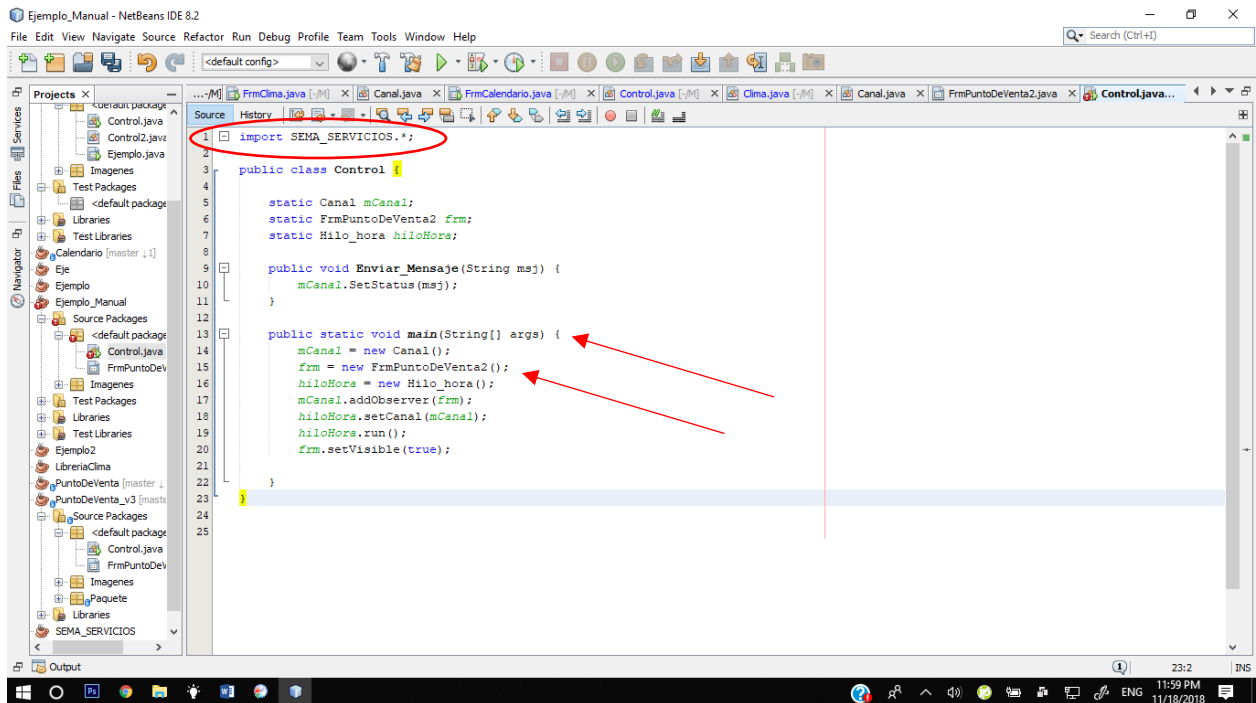 Ejemplo_Manual - NetBeans IDE 8.2
File Edit View Navigate Source Refactor Run Debug Profile Team Tools Window Help
Search (Ctrl+I)
<default config>
Projects
...-/M] FrmClima.java [-/M] Canal.java FrmCalendario.java [-/M] Control.java [-/M] Clima.java [-/M] Canal.java FrmPuntoDeVenta2.java Control.java...
Source History
Services
Files
Navigator
<default package
Control.java
Control2.java
Ejemplo.java
Imagenes
Test Packages
<default package
Libraries
Test Libraries
Calendario [master ↓1]
Eje
Ejemplo
Ejemplo_Manual
Source Packages
<default package
Control.java
FrmPuntoDeV
Imagenes
Test Packages
Libraries
Test Libraries
Ejemplo2
LibreriaClima
PuntoDeVenta [master ↓
PuntoDeVenta_v3 [maste
Source Packages
<default package
Control.java
FrmPuntoDeV
Imagenes
Paquete
Libraries
SEMA_SERVICIOS
1 import SEMA_SERVICIOS.*;
2
3 public class Control {
4
5 static Canal mCanal;
6 static FrmPuntoDeVenta2 frm;
7 static Hilo_hora hiloHora;
8
9 public void Enviar_Mensaje(String msj) {
10 mCanal.SetStatus(msj);
11 }
12
13 public static void main(String[] args) {
14 mCanal = new Canal();
15 frm = new FrmPuntoDeVenta2();
16 hiloHora = new Hilo_hora();
17 mCanal.addObserver(frm);
18 hiloHora.setCanal(mCanal);
19 hiloHora.run();
20 frm.setVisible(true);
21
22 }
23 }
24
25
Output
1
23:2
INS
Ps
ENG
11:59 PM
11/18/2018